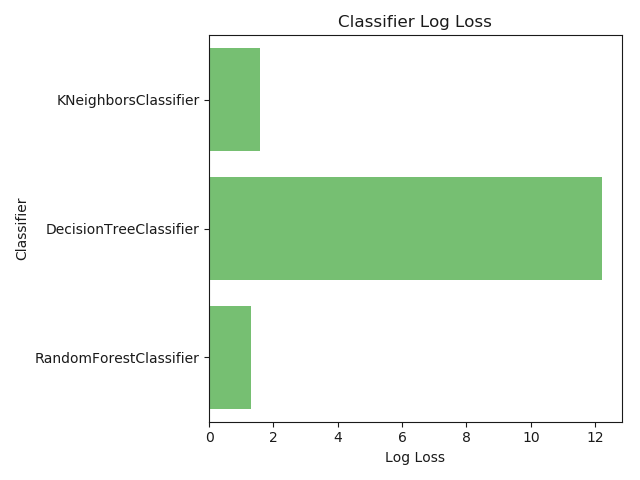 Classifier Log Loss
KNeighborsClassifier
DecisionTreeClassifier
RandomForestClassifier
Classifier
0 2 4 6 8 10 12
Log Loss